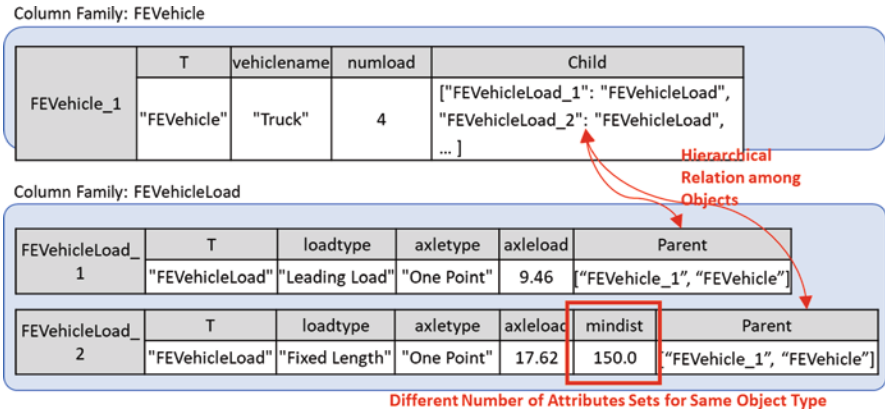 Column Family: FEVehicle
T vehiclename numload Child
FEVehicle_1
"FEVehicle" "Truck" 4
["FEVehicleLoad_1": "FEVehicleLoad",
"FEVehicleLoad_2": "FEVehicleLoad",
... ]
Hierarchical
Relation among
Objects
Column Family: FEVehicleLoad
FEVehicleLoad_
1
T loadtype axletype axleload Parent
"FEVehicleLoad" "Leading Load" "One Point" 9.46 ["FEVehicle_1", "FEVehicle"]
FEVehicleLoad_
2
T loadtype axletype axleload mindist Parent
"FEVehicleLoad" "Fixed Length" "One Point" 17.62 150.0 ["FEVehicle_1", "FEVehicle"]
Different Number of Attributes Sets for Same Object Type